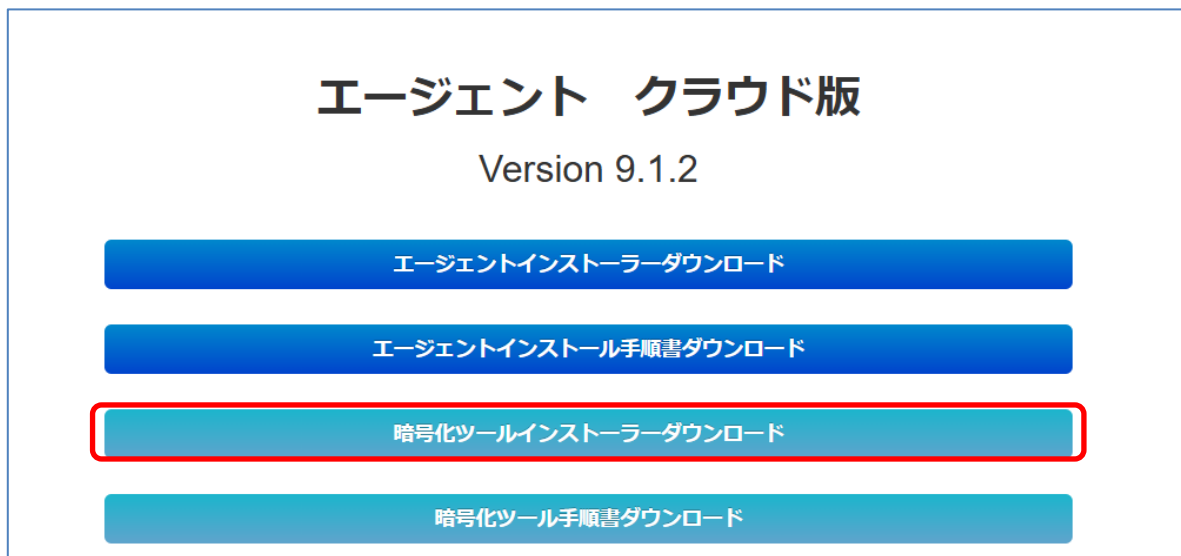 エージェント　クラウド版
Version 9.1.2
エージェントインストーラーダウンロード
エージェントインストール手順書ダウンロード
暗号化ツールインストーラーダウンロード
暗号化ツール手順書ダウンロード